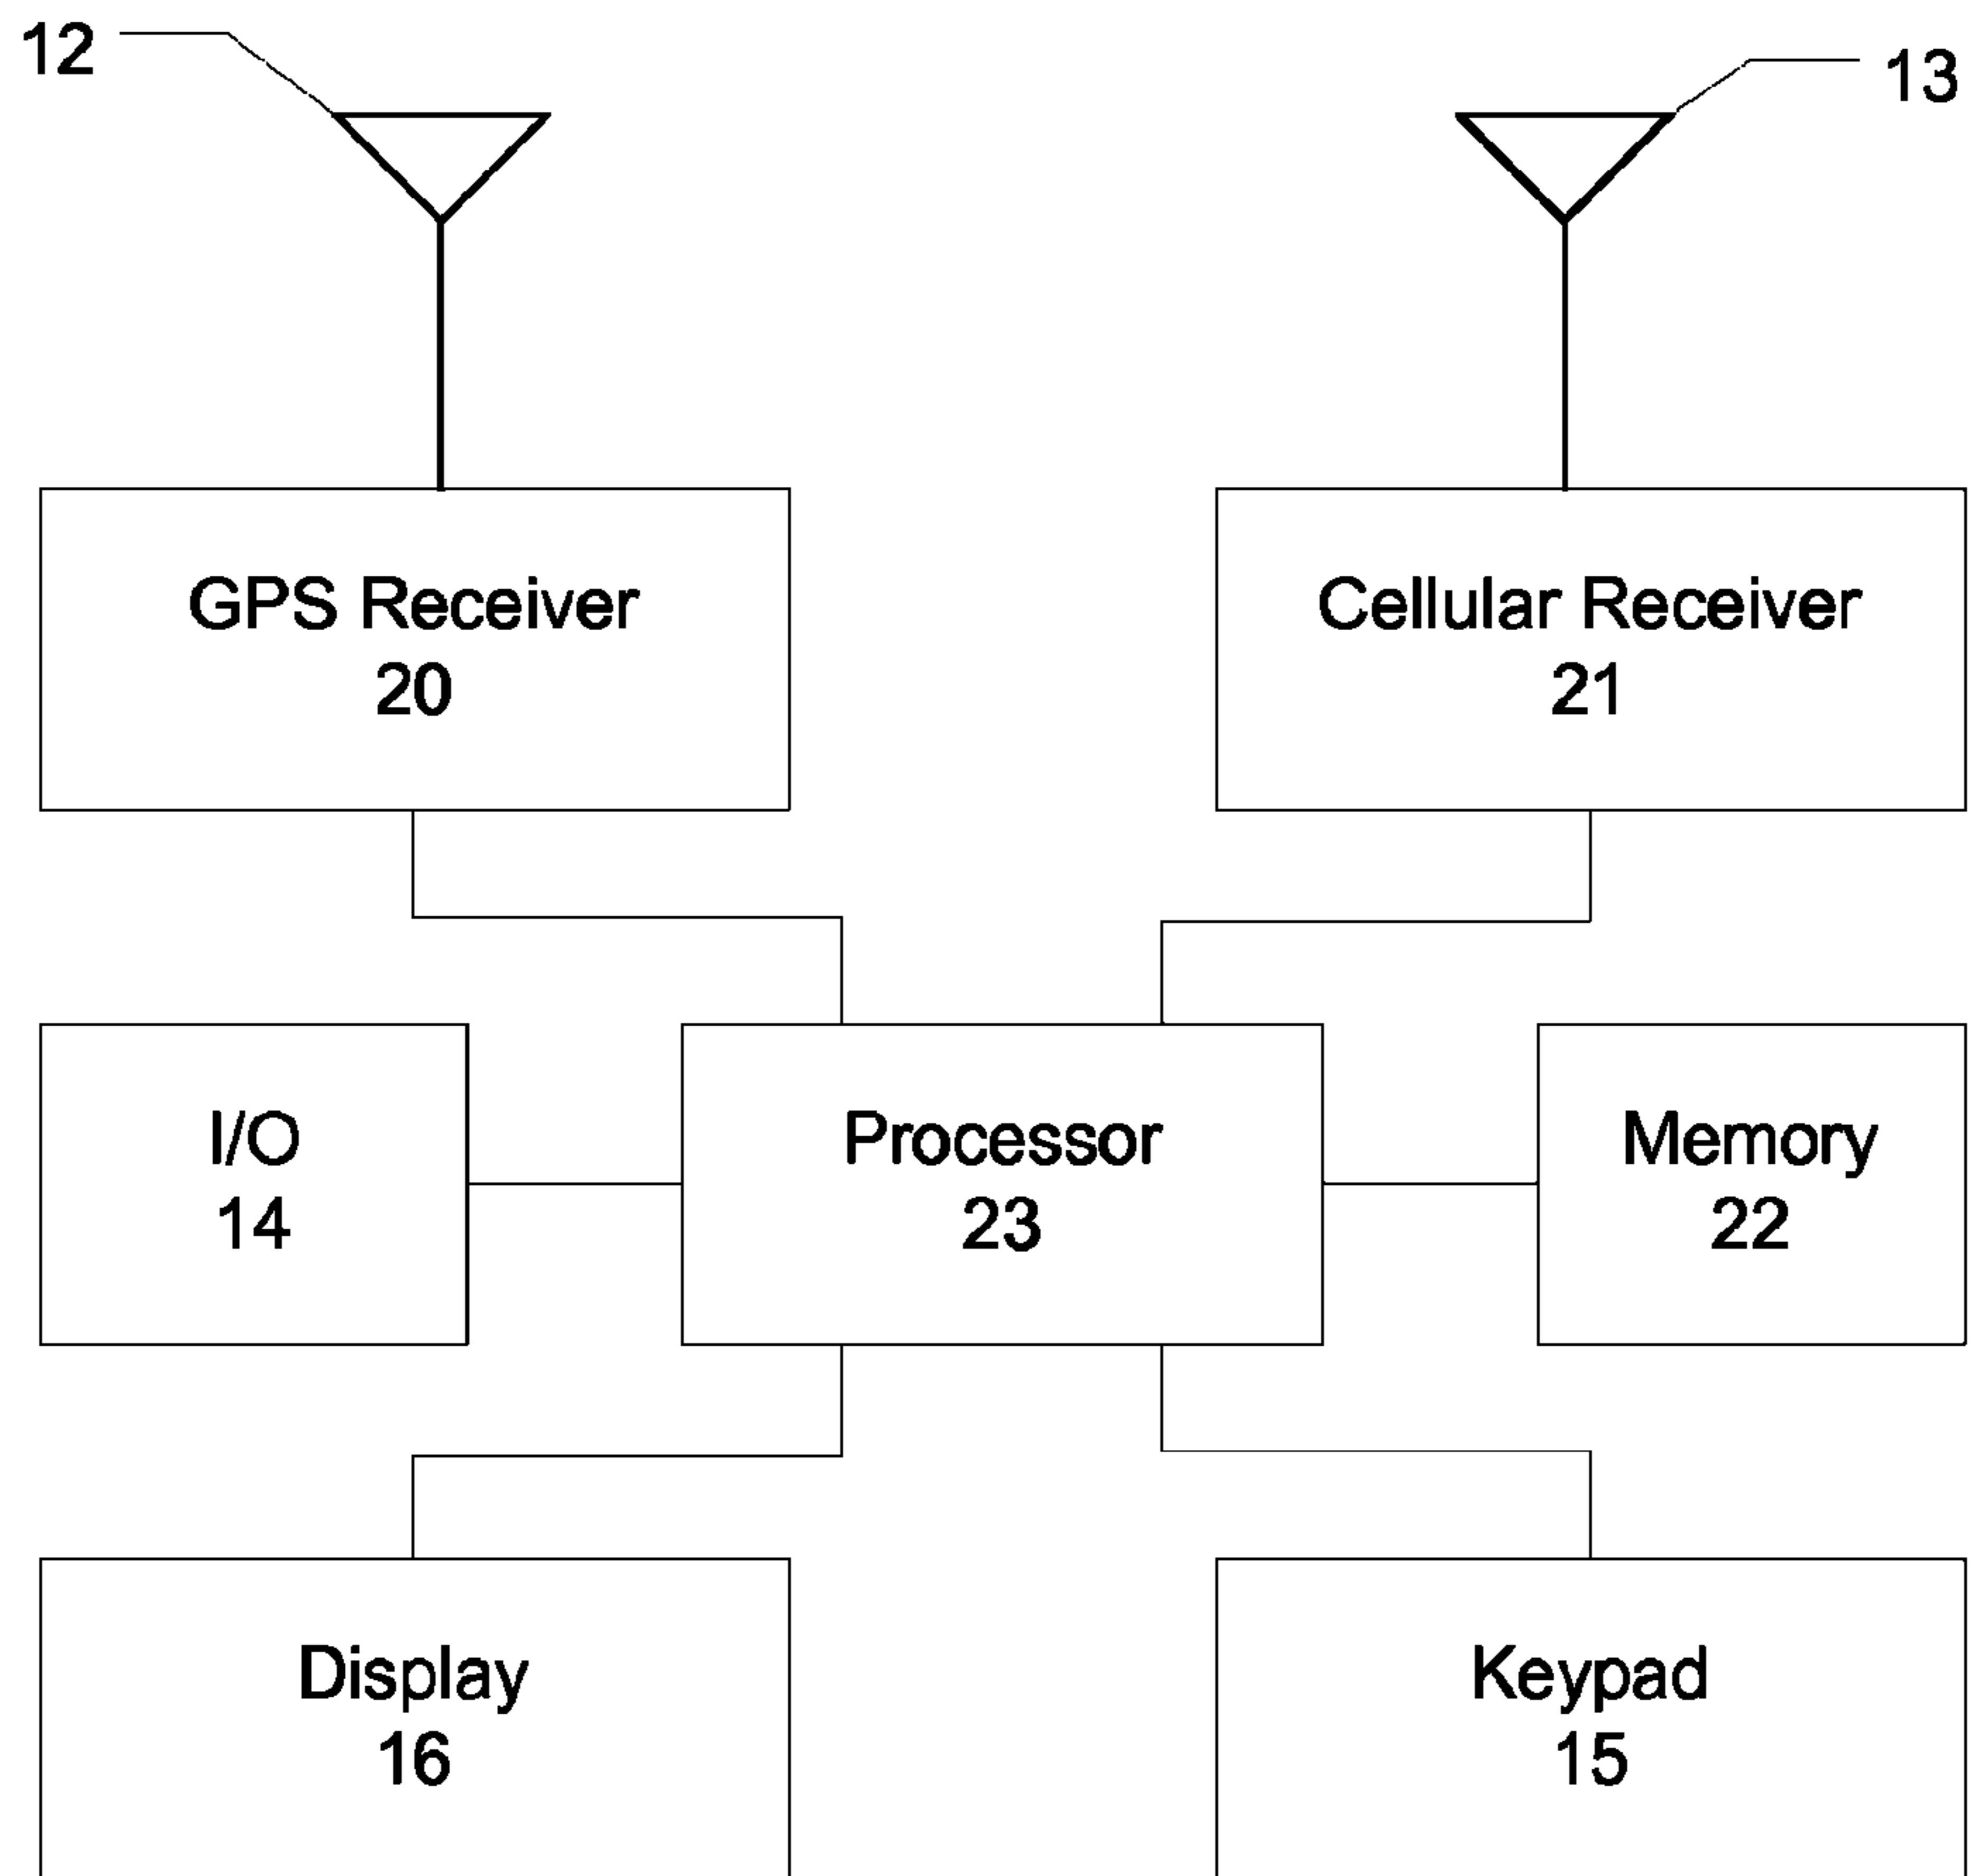 12
13
GPS Receiver
20
Cellular Receiver
21
I/O
14
Processor
23
Memory
22
Display
16
Keypad
15